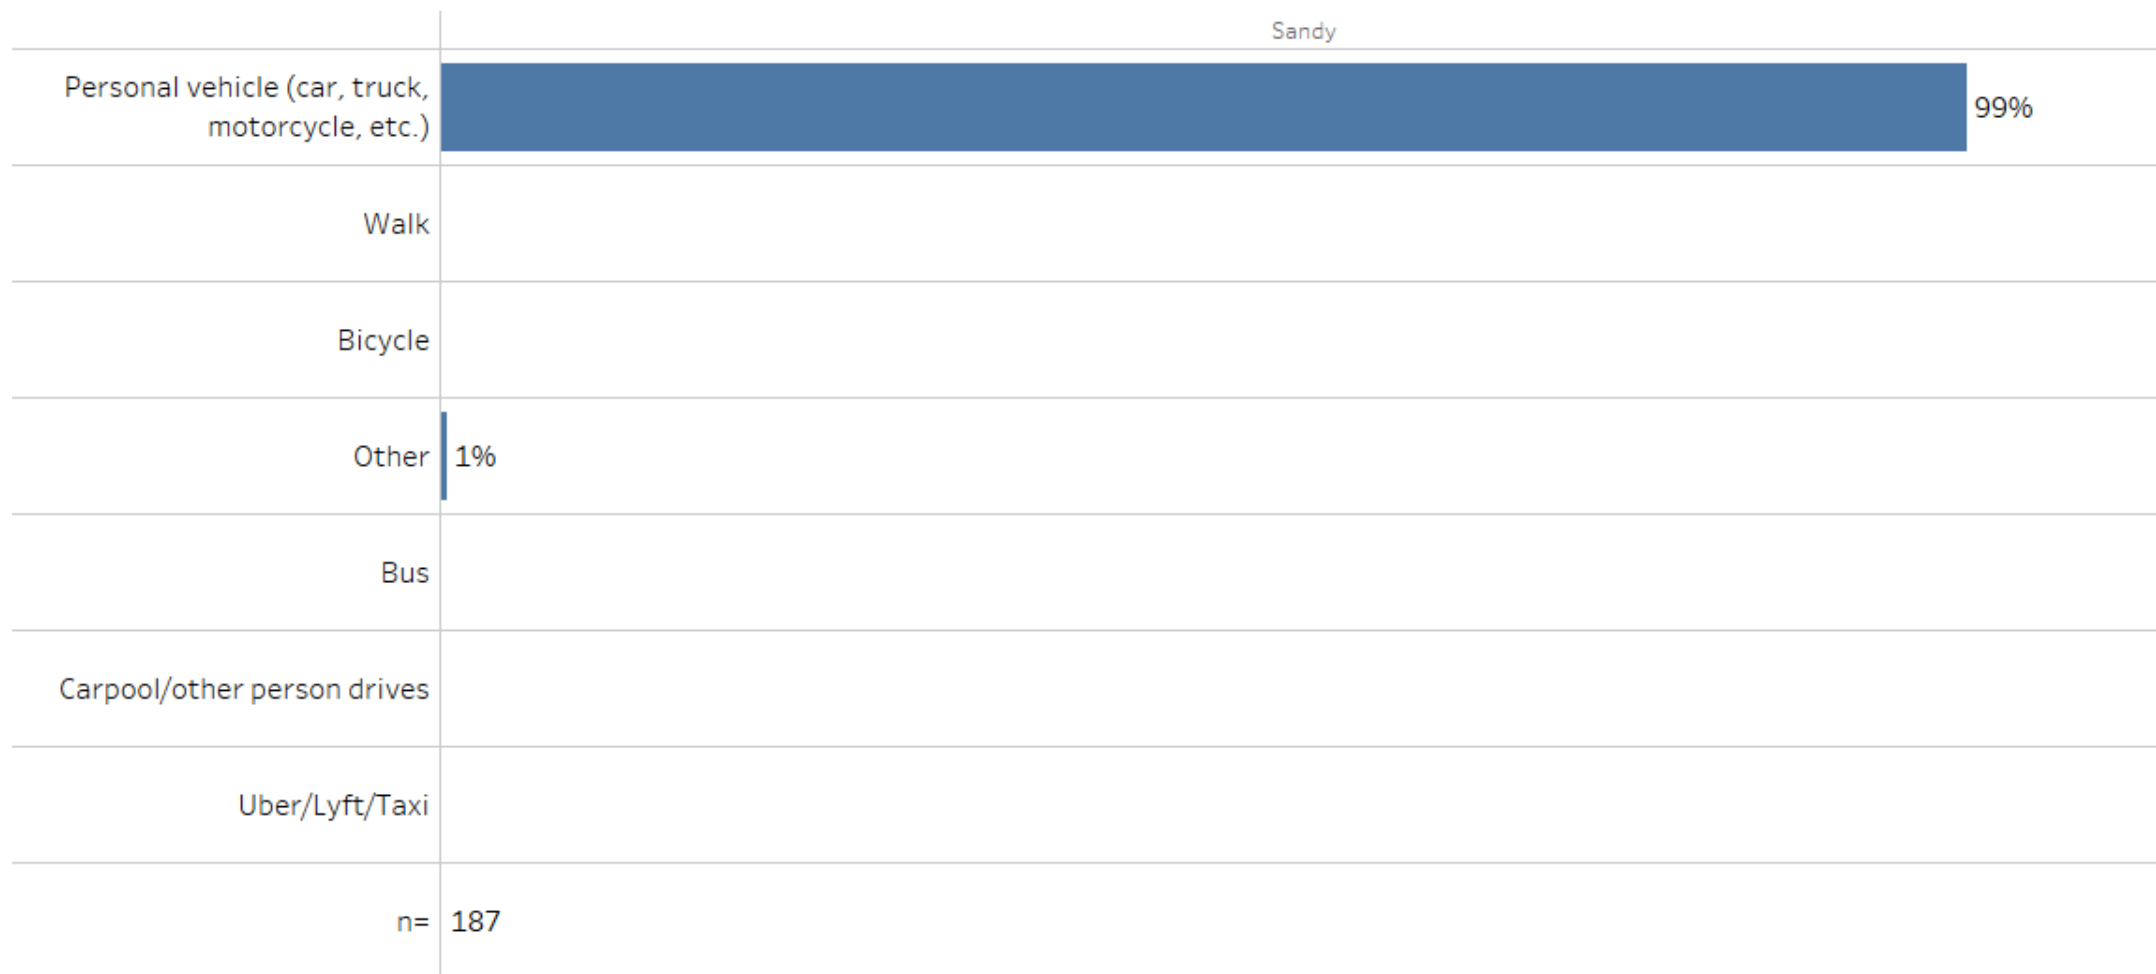 Sandy
Personal vehicle (car, truck,
motorcycle, etc.)
99%
Walk
Bicycle
Other
1%
Bus
Carpool/other person drives
Uber/Lyft/Taxi
n=
187